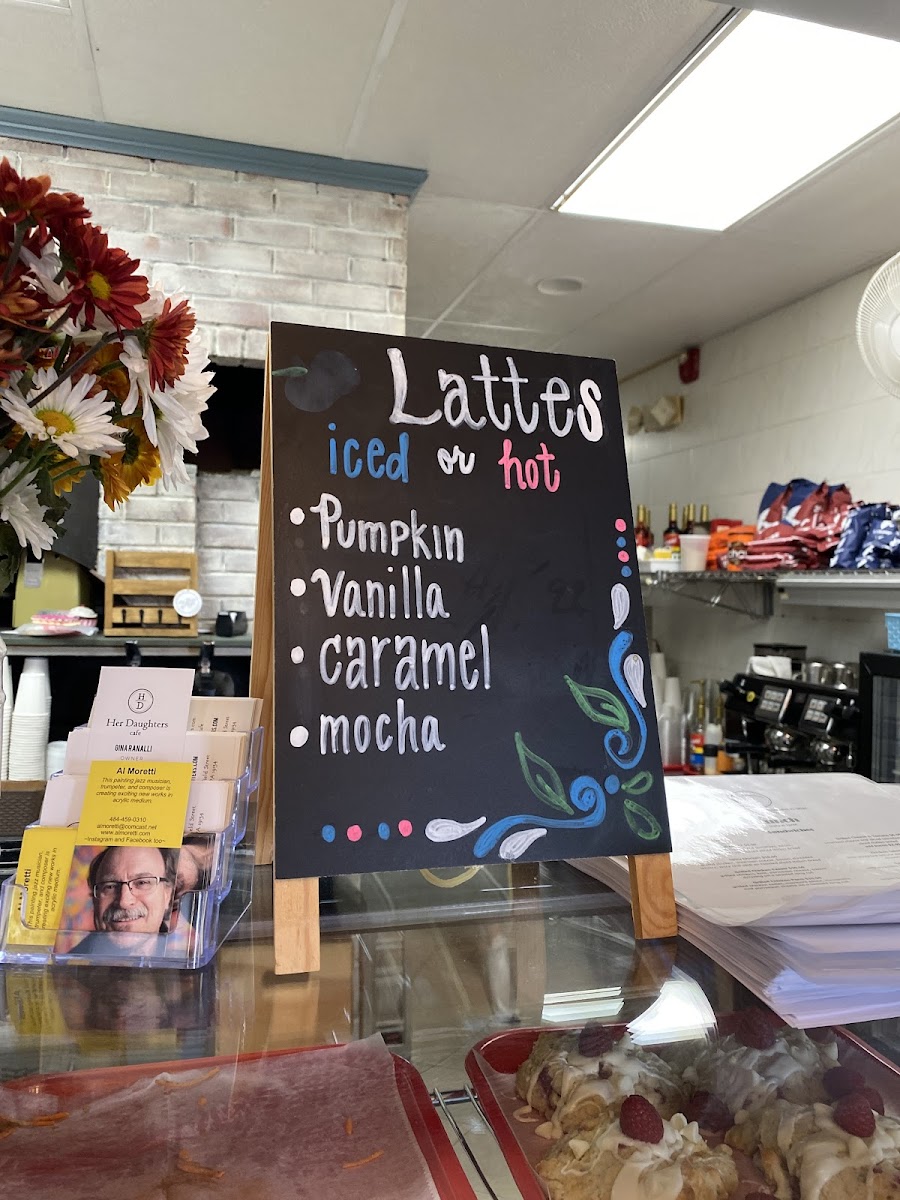 Lattes
iced or hot
• Pumpkin
• Vanilla
• caramel
• mocha
H
D
Her Daughters
cafe
GINA RANALLI
OWNER
Al Moretti
This painting jazz musician,
trumpeter, and composer is
creating exciting new works in
acrylic medium.
484-459-0310
almoretti@comcast.net
www.almoretti.com
~Instagram and Facebook too~